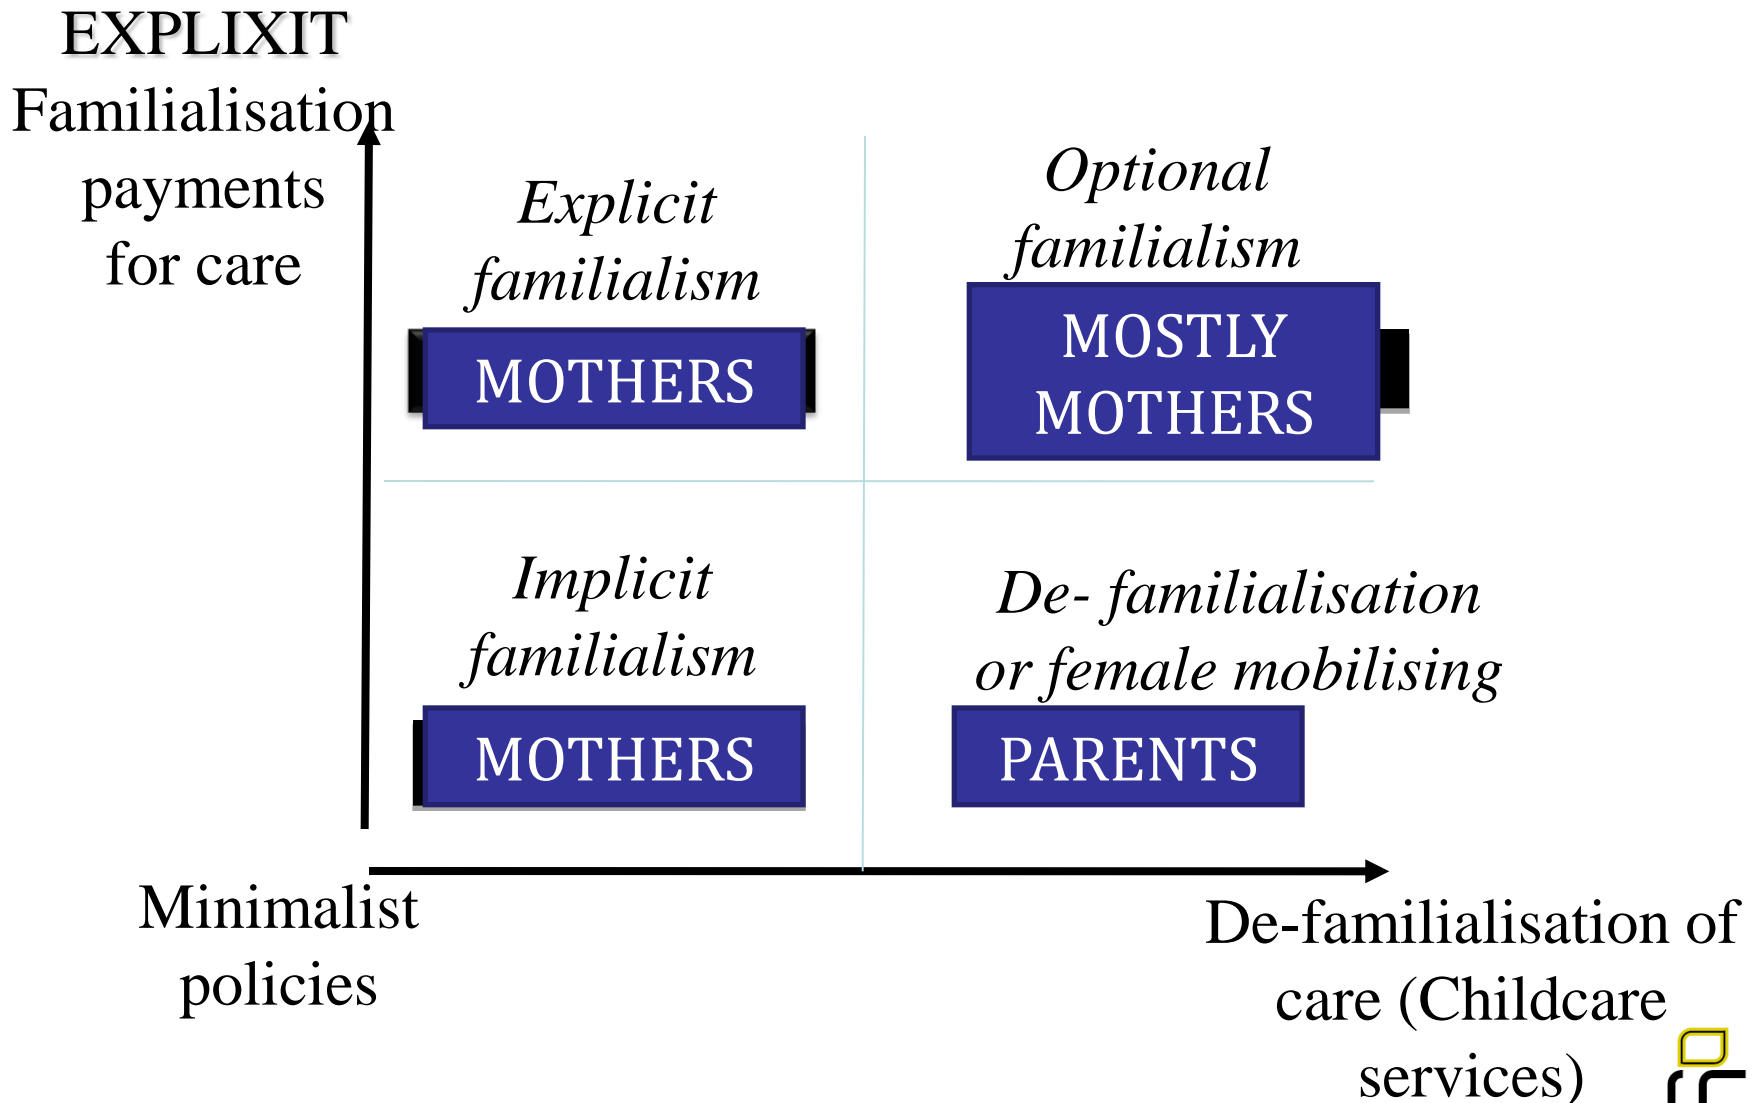 EXPLIXIT
Familialisation
payments
for care
Explicit
familialism
MOTHERS
Optional
familialism
MOSTLY
MOTHERS
Implicit
familialism
MOTHERS
De- familialisation
or female mobilising
PARENTS
Minimalist
policies
De-familialisation of
care (Childcare
services)